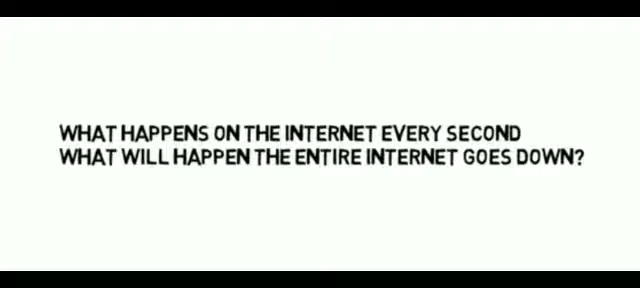 WHAT HAPPENS ON THE INTERNET EVERY SECOND
WHAT WILL HAPPEN THE ENTIRE INTERNET GOES DOWN?